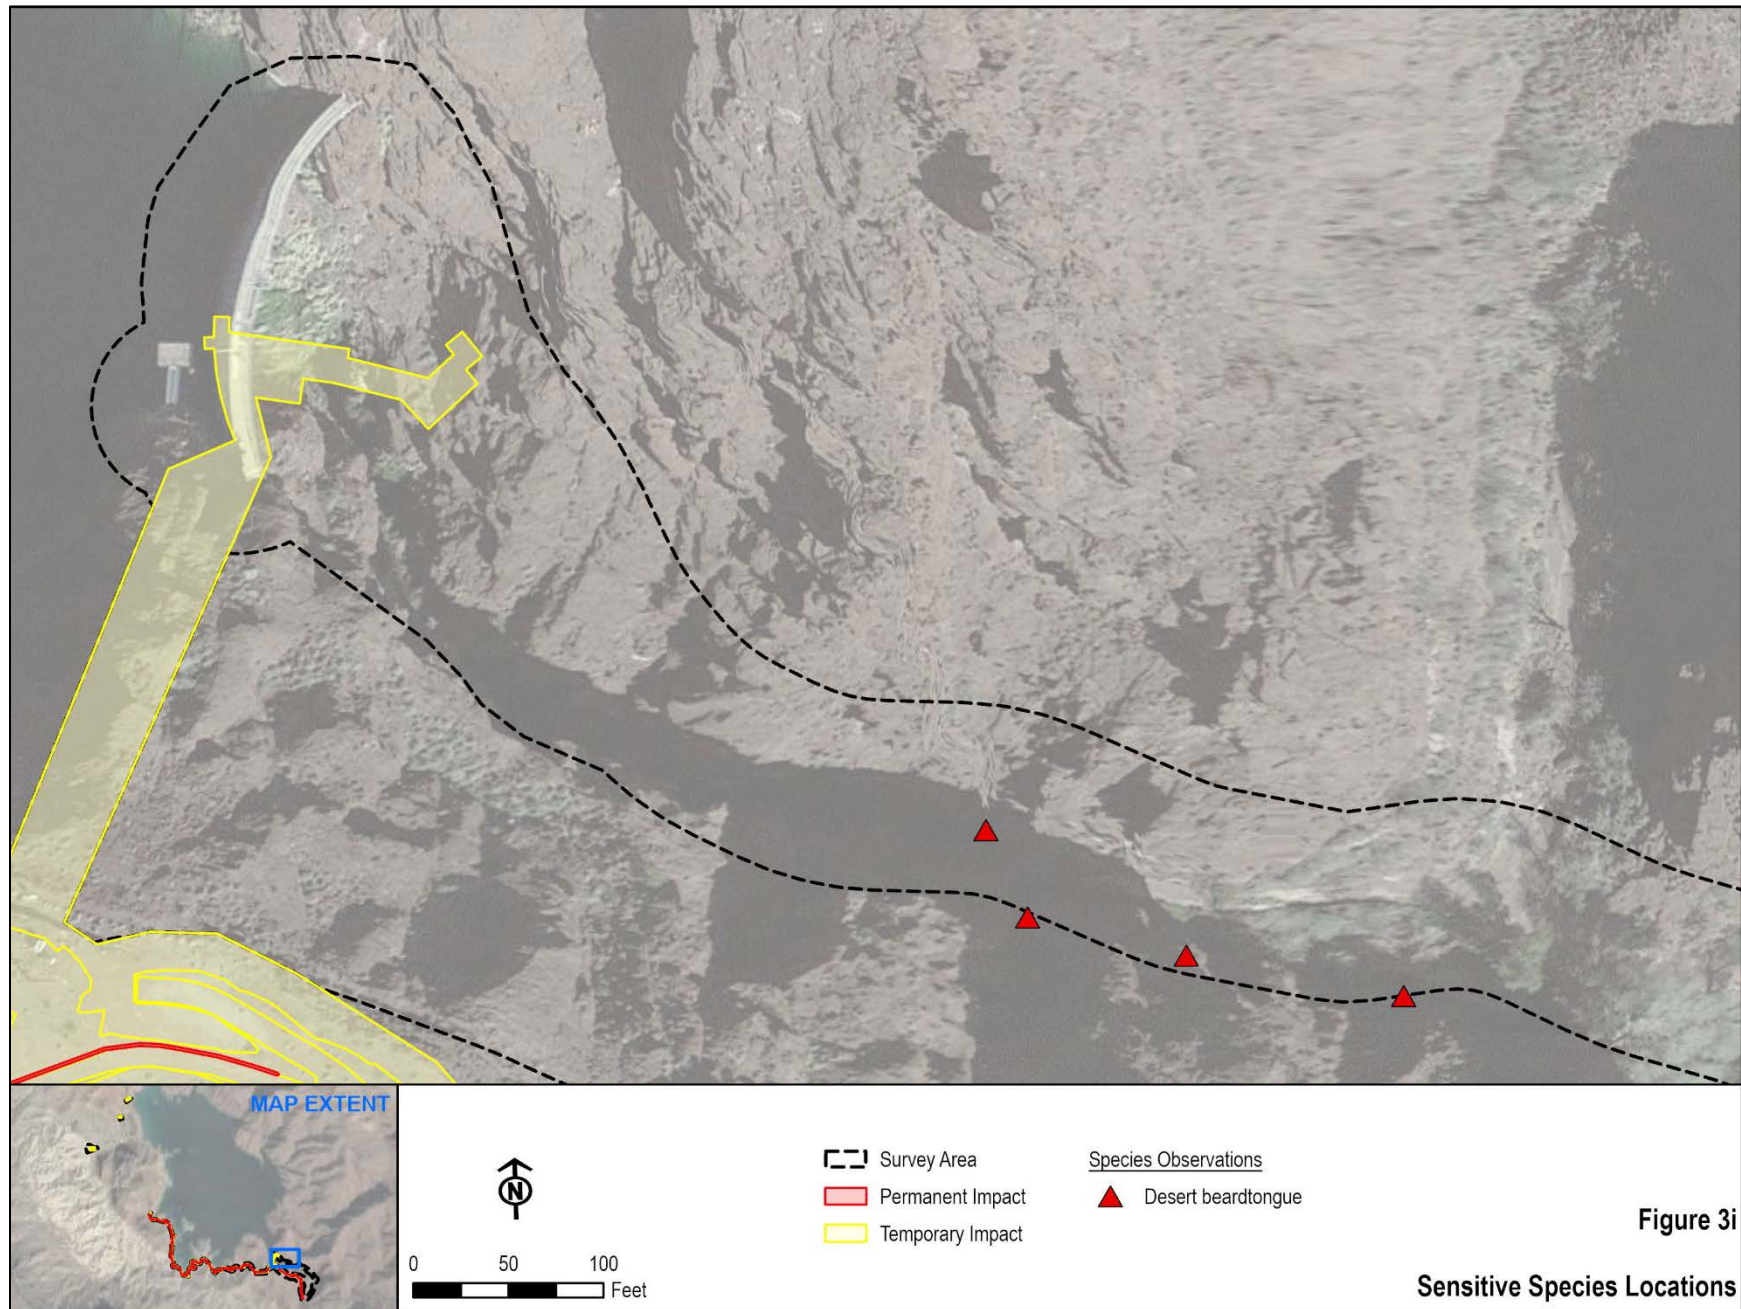 MAP EXTENT
N
0 50 100
Feet
Survey Area
Permanent Impact
Temporary Impact
Species Observations
Desert beardtongue
Figure 3i
Sensitive Species Locations